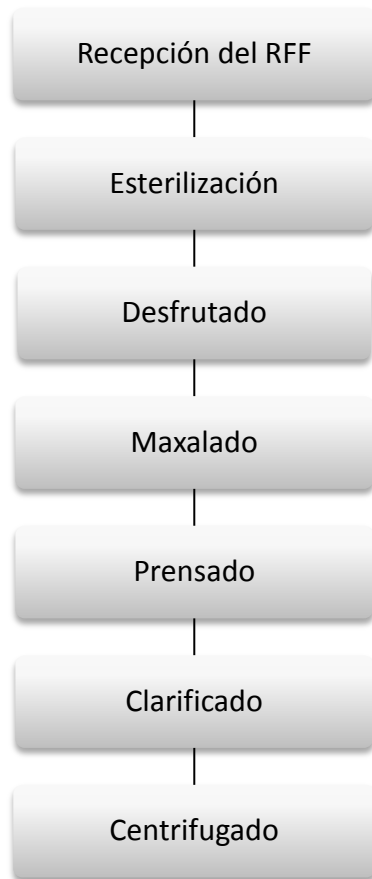 Recepción del RFF
Esterilización
Desfrutado
Maxalado
Prensado
Clarificado
Centrifugado